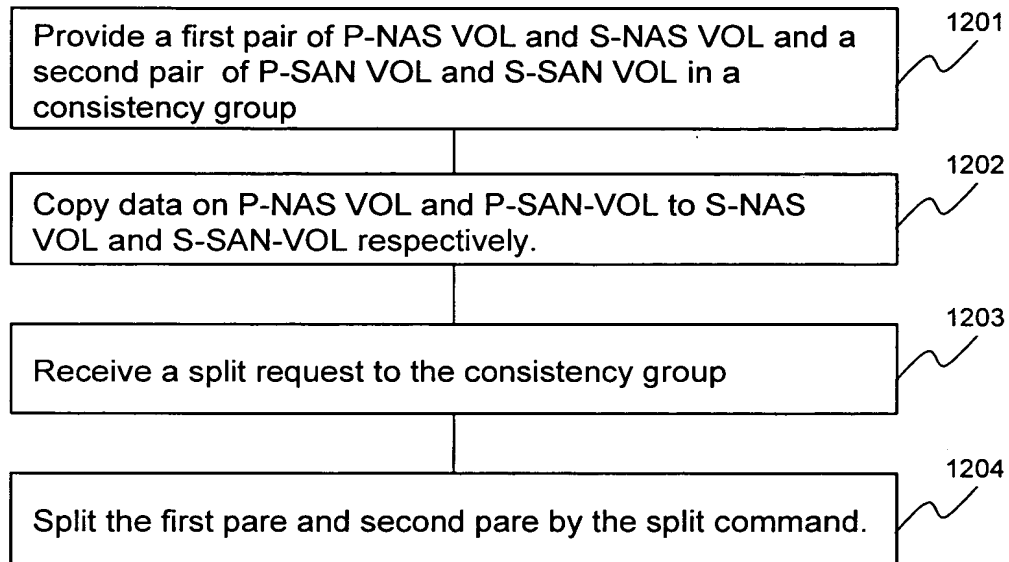 1201
Provide a first pair of P-NAS VOL and S-NAS VOL and a
second pair of P-SAN VOL and S-SAN VOL in a
consistency group
1202
Copy data on P-NAS VOL and P-SAN-VOL to S-NAS
VOL and S-SAN-VOL respectively.
1203
Receive a split request to the consistency group
1204
Split the first pare and second pare by the split command.